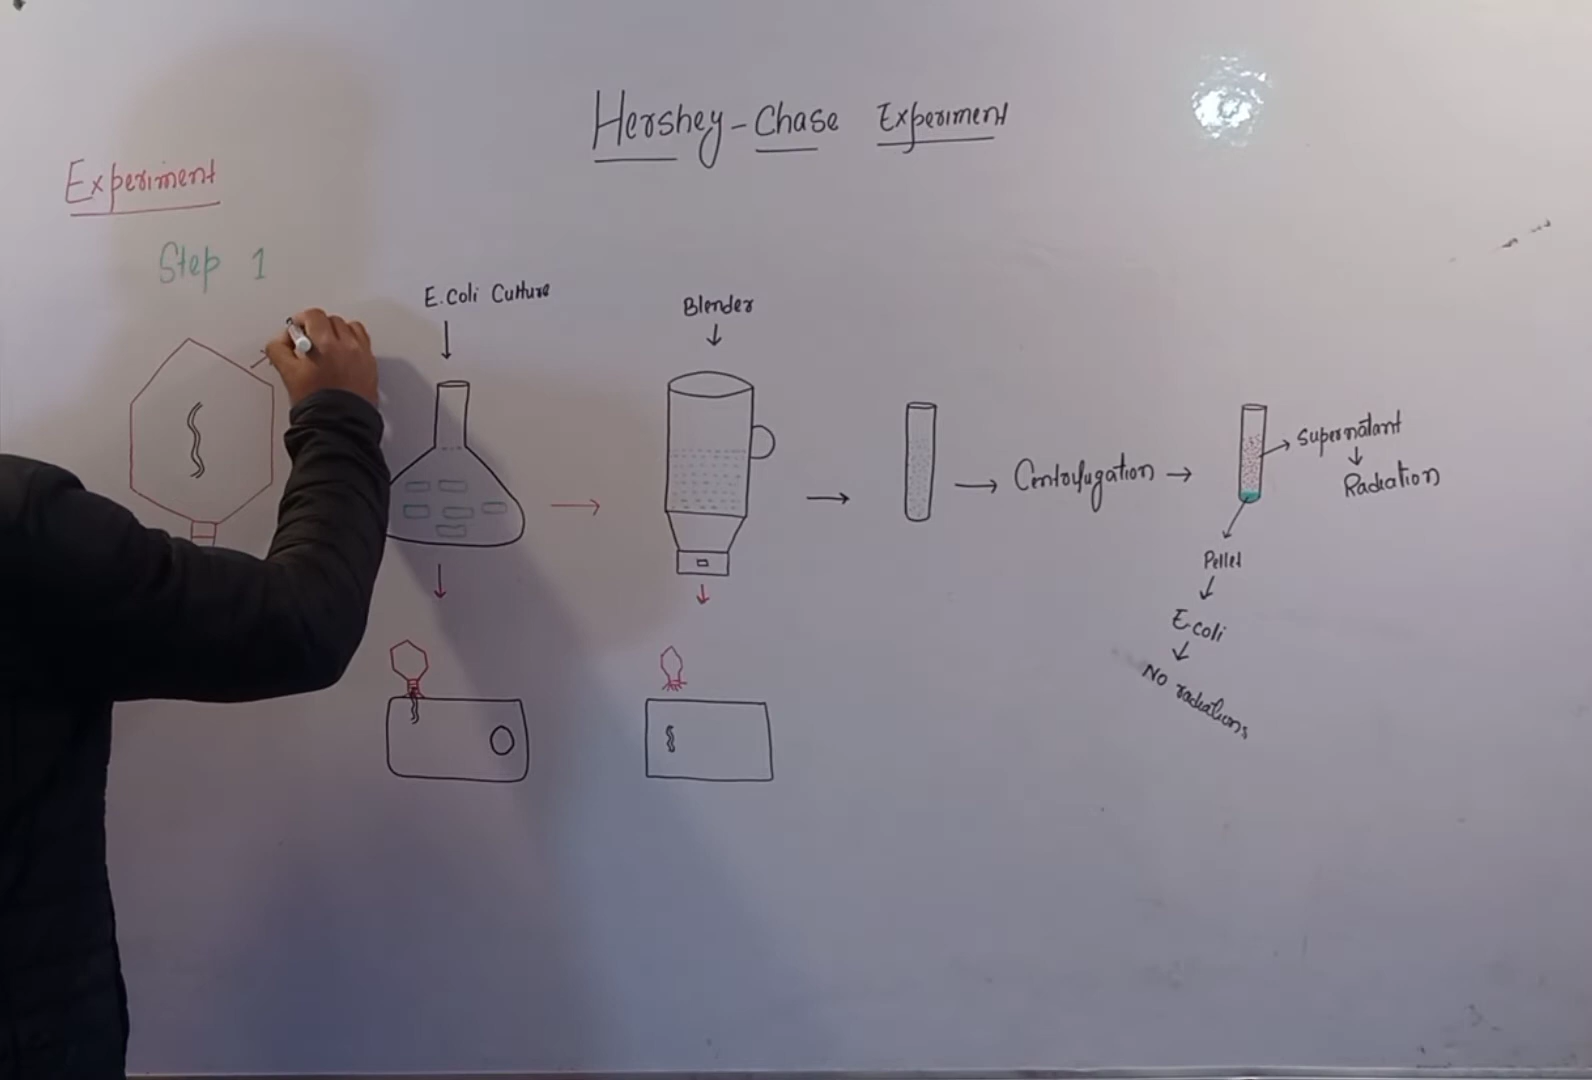 Hershey-Chase Experiment
Experiment
Step 1
E.Coli Culture
Blender
Centrifugation
Supernatant
Radiation
Pellet
E.coli
No radiations